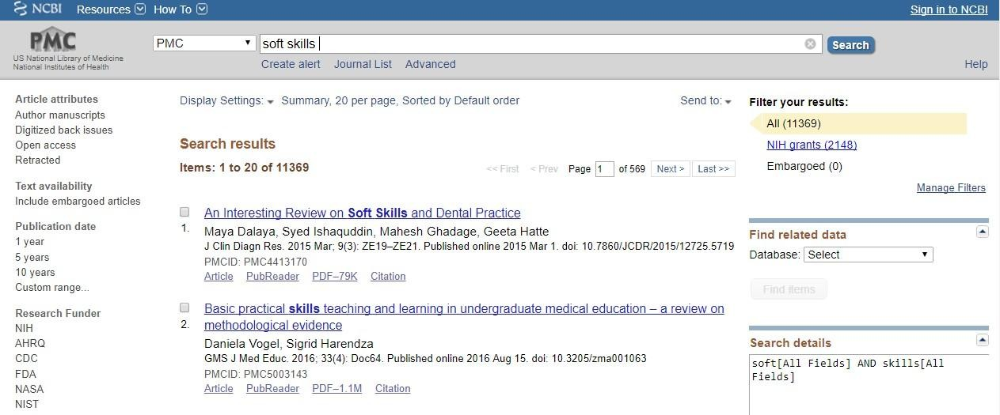 NCBI Resources How To Sign in to NCBI
PMC
US National Library of Medicine
National Institutes of Health
PMC soft skills Search
Create alert Journal List Advanced Help
Article attributes
Author manuscripts
Digitized back issues
Open access
Retracted
Text availability
Include embargoed articles
Publication date
1 year
5 years
10 years
Custom range...
Research Funder
NIH
AHRQ
CDC
FDA
NASA
NIST
Display Settings: Summary, 20 per page, Sorted by Default order Send to:
Search results
Items: 1 to 20 of 11369
<< First < Prev Page 1 of 569 Next > Last >>
An Interesting Review on Soft Skills and Dental Practice
1. Maya Dalaya, Syed Ishaquddin, Mahesh Ghadage, Geeta Hatte
J Clin Diagn Res. 2015 Mar; 9(3): ZE19–ZE21. Published online 2015 Mar 1. doi: 10.7860/JCDR/2015/12725.5719
PMCID: PMC4413170
Article PubReader PDF–79K Citation
Basic practical skills teaching and learning in undergraduate medical education – a review on
2. methodological evidence
Daniela Vogel, Sigrid Harendza
GMS J Med Educ. 2016; 33(4): Doc64. Published online 2016 Aug 15. doi: 10.3205/zma001063
PMCID: PMC5003143
Article PubReader PDF–1.1M Citation
Filter your results:
All (11369)
NIH grants (2148)
Embargoed (0)
Manage Filters
Find related data
Database: Select
Find items
Search details
soft[All Fields] AND skills[All
Fields]